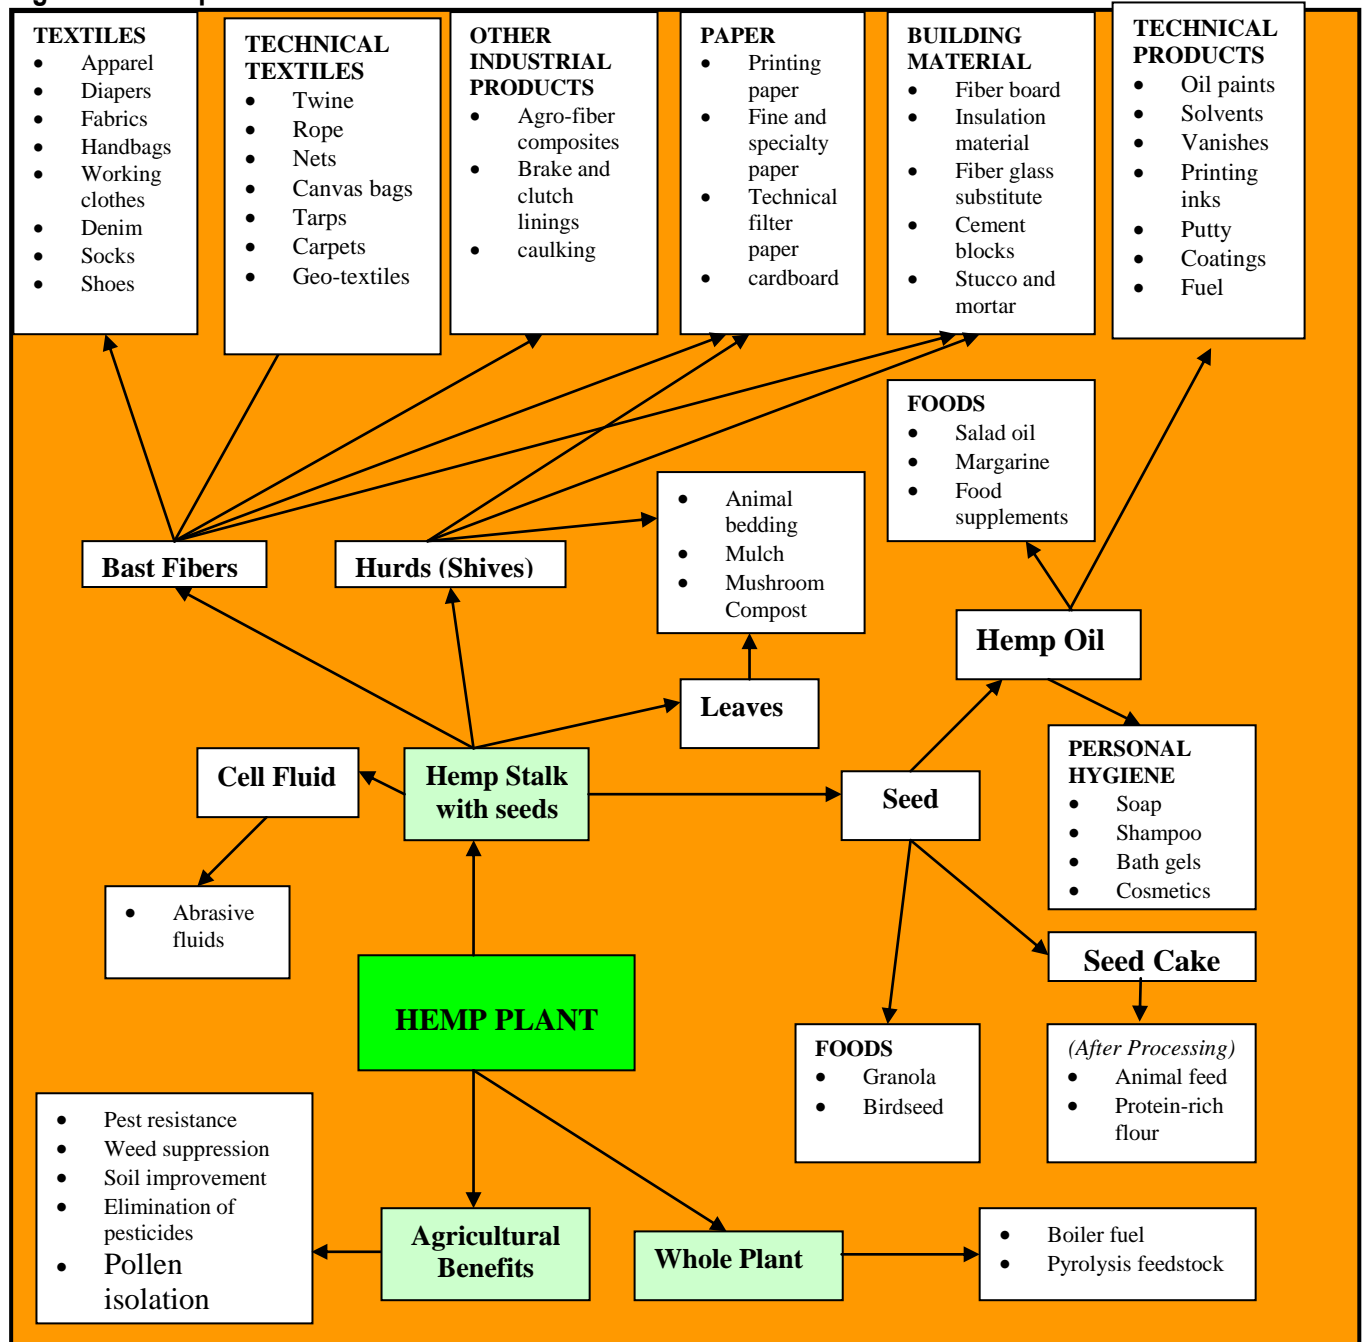 TEXTILES
• Apparel
• Diapers
• Fabrics
• Handbags
• Working
clothes
• Denim
• Socks
• Shoes
TECHNICAL
TEXTILES
• Twine
• Rope
• Nets
• Canvas bags
• Tarps
• Carpets
• Geo-textiles
OTHER
INDUSTRIAL
PRODUCTS
• Agro-fiber
composites
• Brake and
clutch
linings
• caulking
PAPER
• Printing
paper
• Fine and
specialty
paper
• Technical
filter
paper
• cardboard
BUILDING
MATERIAL
• Fiber board
• Insulation
material
• Fiber glass
substitute
• Cement
blocks
• Stucco and
mortar
TECHNICAL
PRODUCTS
• Oil paints
• Solvents
• Vanishes
• Printing
inks
• Putty
• Coatings
• Fuel
FOODS
• Salad oil
• Margarine
• Food
supplements
Bast Fibers
Hurds (Shives)
• Animal
bedding
• Mulch
• Mushroom
Compost
Hemp Oil
Leaves
Cell Fluid
Hemp Stalk
with seeds
Seed
PERSONAL
HYGIENE
• Soap
• Shampoo
• Bath gels
• Cosmetics
• Abrasive
fluids
Seed Cake
HEMP PLANT
FOODS
• Granola
• Birdseed
(After Processing)
• Animal feed
• Protein-rich
flour
• Pest resistance
• Weed suppression
• Soil improvement
• Elimination of
pesticides
• Pollen
isolation
Agricultural
Benefits
Whole Plant
• Boiler fuel
• Pyrolysis feedstock